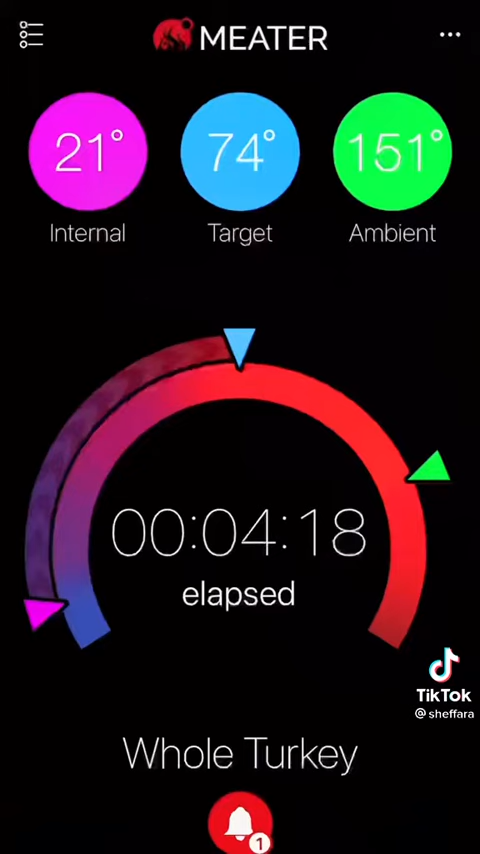 MEATER
21° 74° 151°
Internal Target Ambient
00:04:18
elapsed
TikTok
@sheffara
Whole Turkey
1